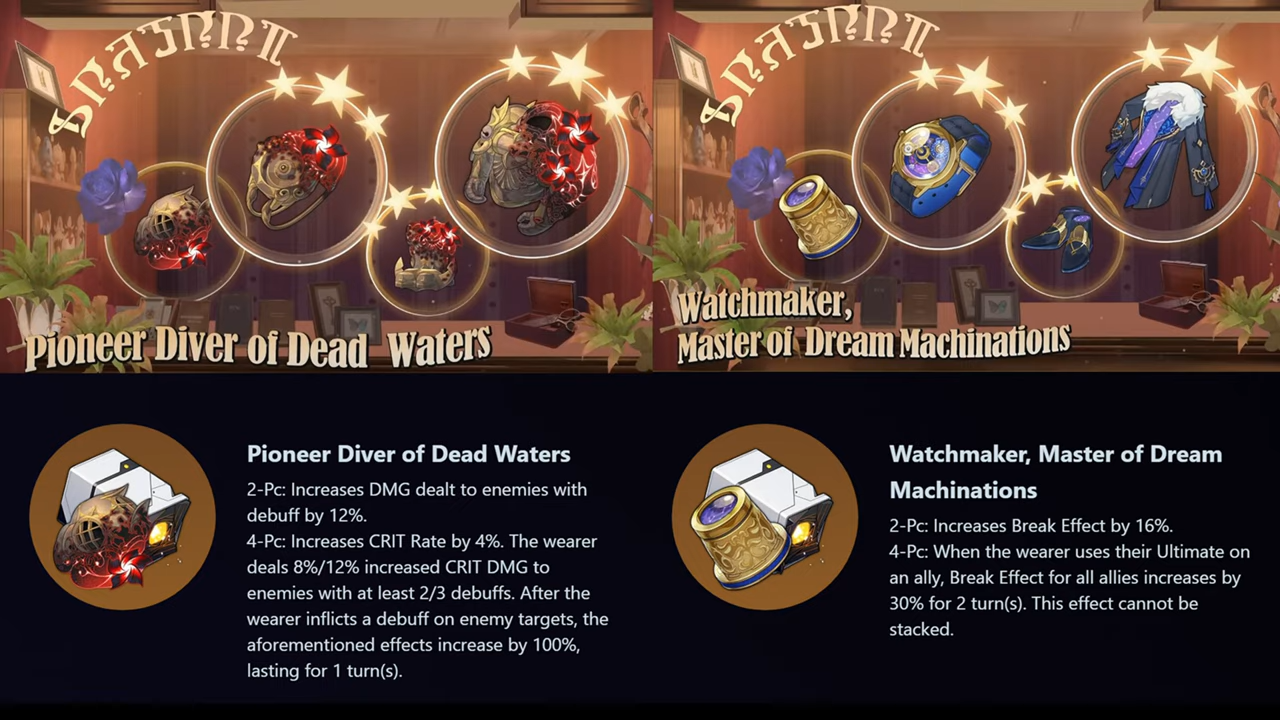 Pioneer Diver of Dead Waters
Watchmaker,
Master of Dream Machinations
Pioneer Diver of Dead Waters
2-Pc: Increases DMG dealt to enemies with
debuff by 12%.
4-Pc: Increases CRIT Rate by 4%. The wearer
deals 8%/12% increased CRIT DMG to
enemies with at least 2/3 debuffs. After the
wearer inflicts a debuff on enemy targets, the
aforementioned effects increase by 100%,
lasting for 1 turn(s).
Watchmaker, Master of Dream
Machinations
2-Pc: Increases Break Effect by 16%.
4-Pc: When the wearer uses their Ultimate on
an ally, Break Effect for all allies increases by
30% for 2 turn(s). This effect cannot be
stacked.